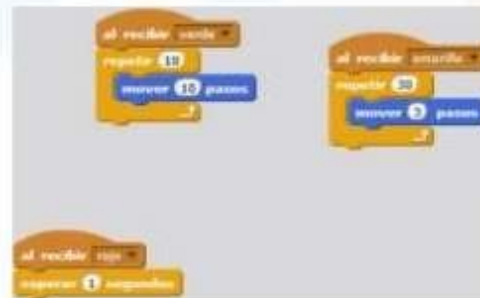 al recibir verde
repetir 10
mover 10 pasos
al recibir amarillo
repetir 30
mover pasos
al recibir rojo
esperar 1 segundos